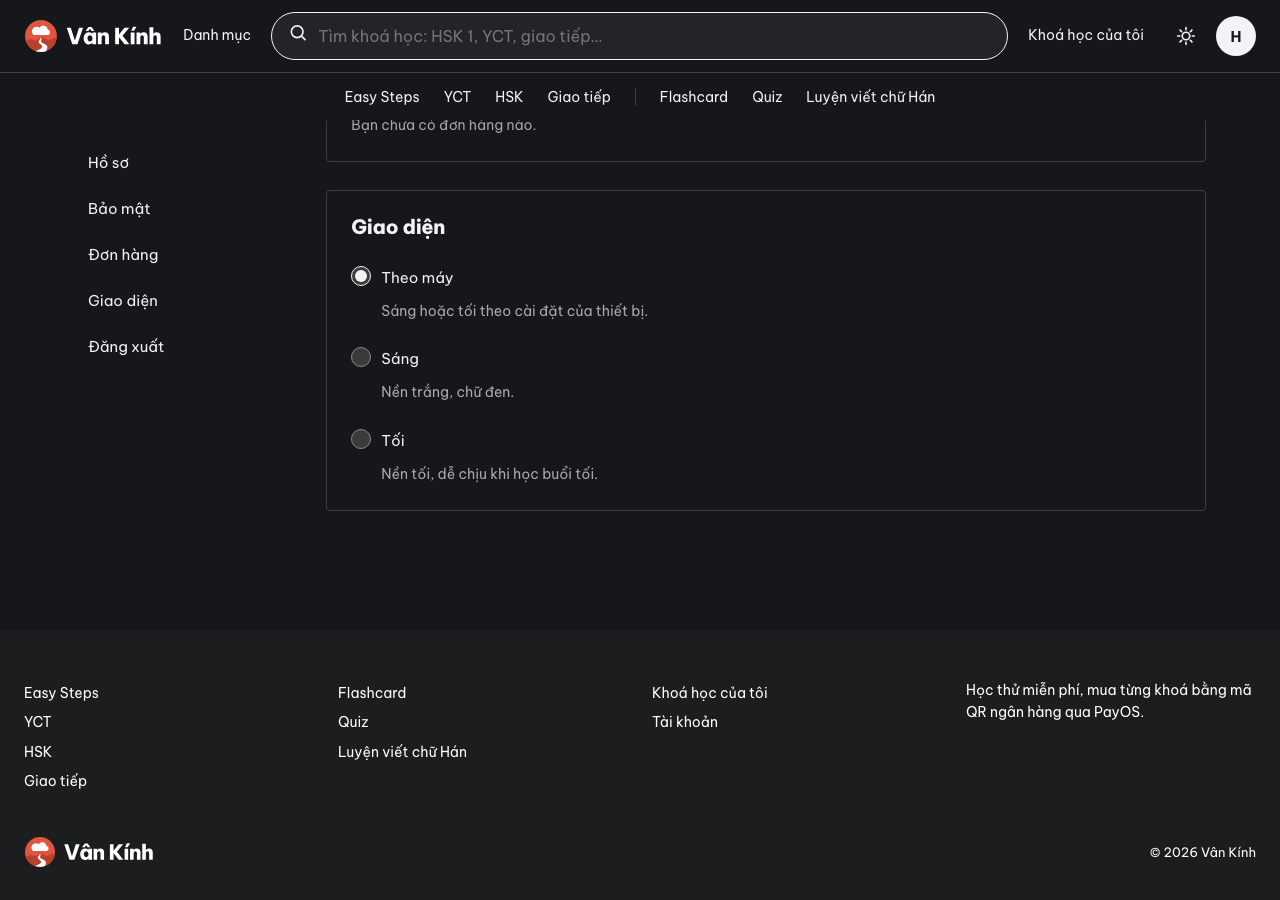 Vân Kính
Danh mục
Tìm khoá học: HSK 1, YCT, giao tiếp...
Khoá học của tôi
H
Easy Steps
YCT
HSK
Giao tiếp
Flashcard
Quiz
Luyện viết chữ Hán
Bạn chưa có đơn hàng nào.
Hồ sơ
Bảo mật
Đơn hàng
Giao diện
Đăng xuất
Giao diện
Theo máy
Sáng hoặc tối theo cài đặt của thiết bị.
Sáng
Nền trắng, chữ đen.
Tối
Nền tối, dễ chịu khi học buổi tối.
Easy Steps
YCT
HSK
Giao tiếp
Flashcard
Quiz
Luyện viết chữ Hán
Khoá học của tôi
Tài khoản
Học thử miễn phí, mua từng khoá bằng mã
QR ngân hàng qua PayOS.
Vân Kính
© 2026 Vân Kính